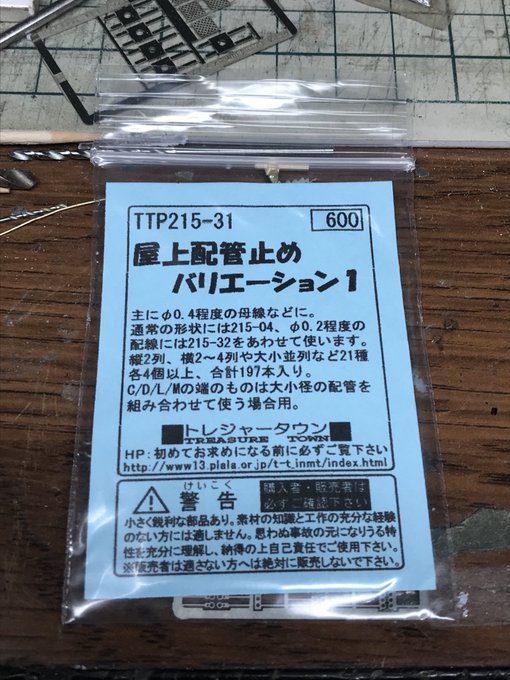 TTP215-31
600
屋上配管止め
バリエーション1
主にφ0.4程度の母線などに。
通常の形状には215-04、φ0.2程度の
配線には215-32をあわせて使います。
縦2列、横2～4列や大小並列など21種
各4個以上、合計197本入り。
C/D/L/Mの端のものは大小径の配管を
組み合わせて使う場合用。
トレジャータウン
TREASURE TOWN
HP：初めてお求めになる前に必ずご覧下さい
http://www13.plala.or.jp/t-t_inmt/index.html
けいこく
警告
購入者・販売者は
必ずご確認下さい
小さく鋭利な部品あり。素材の知識と工作の充分な経験
のない方には適しません。思わぬ事故の元になりうる特
性を充分に理解し、納得の上自己責任でご使用下さい。
※販売者は適さない方へは絶対に販売しないで下さい。